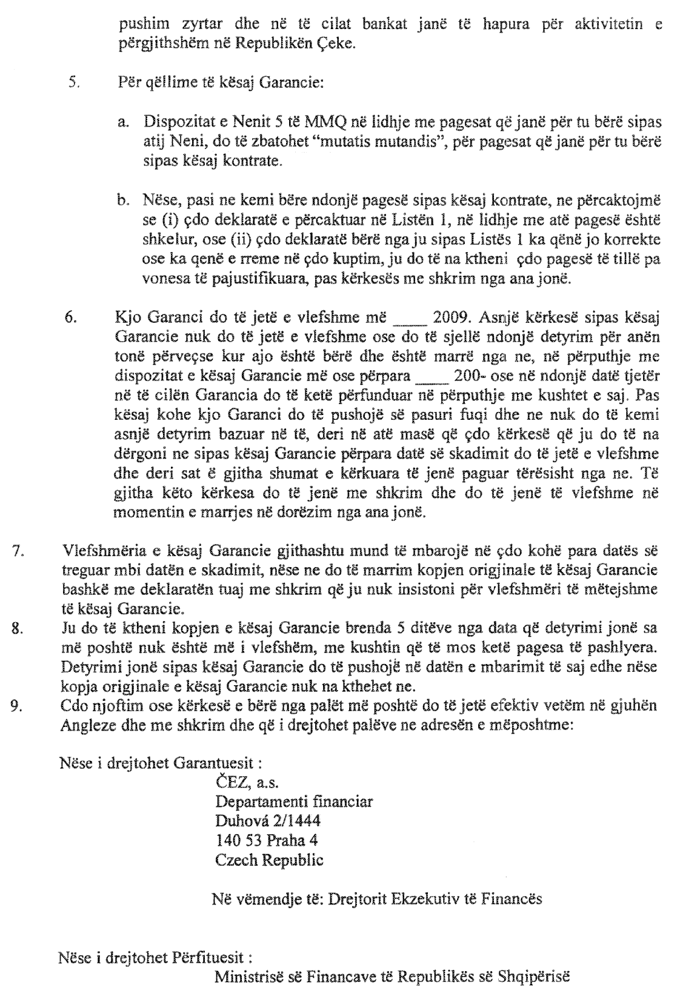 pushim zyrtar dhe në të cilat bankat janë të hapura për aktivitetin e
përgjithshëm në Republikën Çeke.
5. Për qëllime të kësaj Garancie:
a. Dispozitat e Nenit 5 të MMQ në lidhje me pagesat që janë për tu bërë sipas
atij Neni, do të zbatohet “mutatis mutandis”, për pagesat që janë për tu bërë
sipas kësaj kontrate.
b. Nëse, pasi ne kemi bëre ndonjë pagesë sipas kësaj kontrate, ne përcaktojmë
se (i) çdo deklaratë e përcaktuar në Listën 1, në lidhje me atë pagesë është
shkelur, ose (ii) çdo deklaratë bërë nga ju sipas Listës 1 ka qënë jo korrekte
ose ka qenë e rreme në çdo kuptim, ju do të na ktheni çdo pagesë të tillë pa
vonesa të pajustifikuara, pas kërkesës me shkrim nga ana jonë.
6. Kjo Garanci do të jetë e vlefshme më ____ 2009. Asnjë kërkesë sipas kësaj
Garancie nuk do të jetë e vlefshme ose do të sjellë ndonjë detyrim për anën
tonë përveçse kur ajo është bërë dhe është marrë nga ne, në përputhje me
dispozitat e kësaj Garancie më ose përpara ____ 200- ose në ndonjë datë tjetër
në të cilën Garancia do të ketë përfunduar në përputhje me kushtet e saj. Pas
kësaj kohe kjo Garanci do të pushojë së pasuri fuqi dhe ne nuk do të kemi
asnjë detyrim bazuar në të, deri në atë masë që çdo kërkesë që ju do të na
dërgoni ne sipas kësaj Garancie përpara datë së skadimit do të jetë e vlefshme
dhe deri sat ë gjitha shumat e kërkuara të jenë paguar tërësisht nga ne. Të
gjitha këto kërkesa do të jenë me shkrim dhe do të jenë të vlefshme në
momentin e marrjes në dorëzim nga ana jonë.
7. Vlefshmëria e kësaj Garancie gjithashtu mund të mbarojë në çdo kohë para datës së
treguar mbi datën e skadimit, nëse ne do të marrim kopjen origjinale të kësaj Garancie
bashkë me deklaratën tuaj me shkrim që ju nuk insistoni për vlefshmëri të mëtejshme
të kësaj Garancie.
8. Ju do të ktheni kopjen e kësaj Garancie brenda 5 ditëve nga data që detyrimi jonë sa
më poshtë nuk është më i vlefshëm, me kushtin që të mos ketë pagesa të pashlyera.
Detyrimi jonë sipas kësaj Garancie do të pushojë në datën e mbarimit të saj edhe nëse
kopja origjinale e kësaj Garancie nuk na kthehet ne.
9. Cdo njoftim ose kërkesë e bërë nga palët më poshtë do të jetë efektiv vetëm në gjuhën
Angleze dhe me shkrim dhe që i drejtohet palëve ne adresën e mëposhtme:
Nëse i drejtohet Garantuesit :
ČEZ, a.s.
Departamenti financiar
Duhová 2/1444
140 53 Praha 4
Czech Republic
Në vëmendje të: Drejtorit Ekzekutiv të Financës
Nëse i drejtohet Përfituesit :
Ministrisë së Financave të Republikës së Shqipërisë